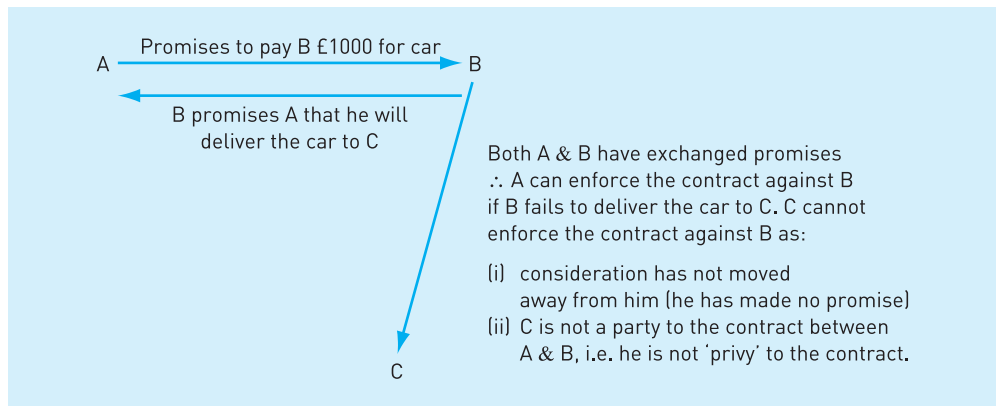 Promises to pay B £1000 for car
A
B
B promises A that he will
deliver the car to C
Both A & B have exchanged promises
∴ A can enforce the contract against B
if B fails to deliver the car to C. C cannot
enforce the contract against B as:
(i) consideration has not moved
away from him (he has made no promise)
(ii) C is not a party to the contract between
A & B, i.e. he is not ‘privy’ to the contract.
C